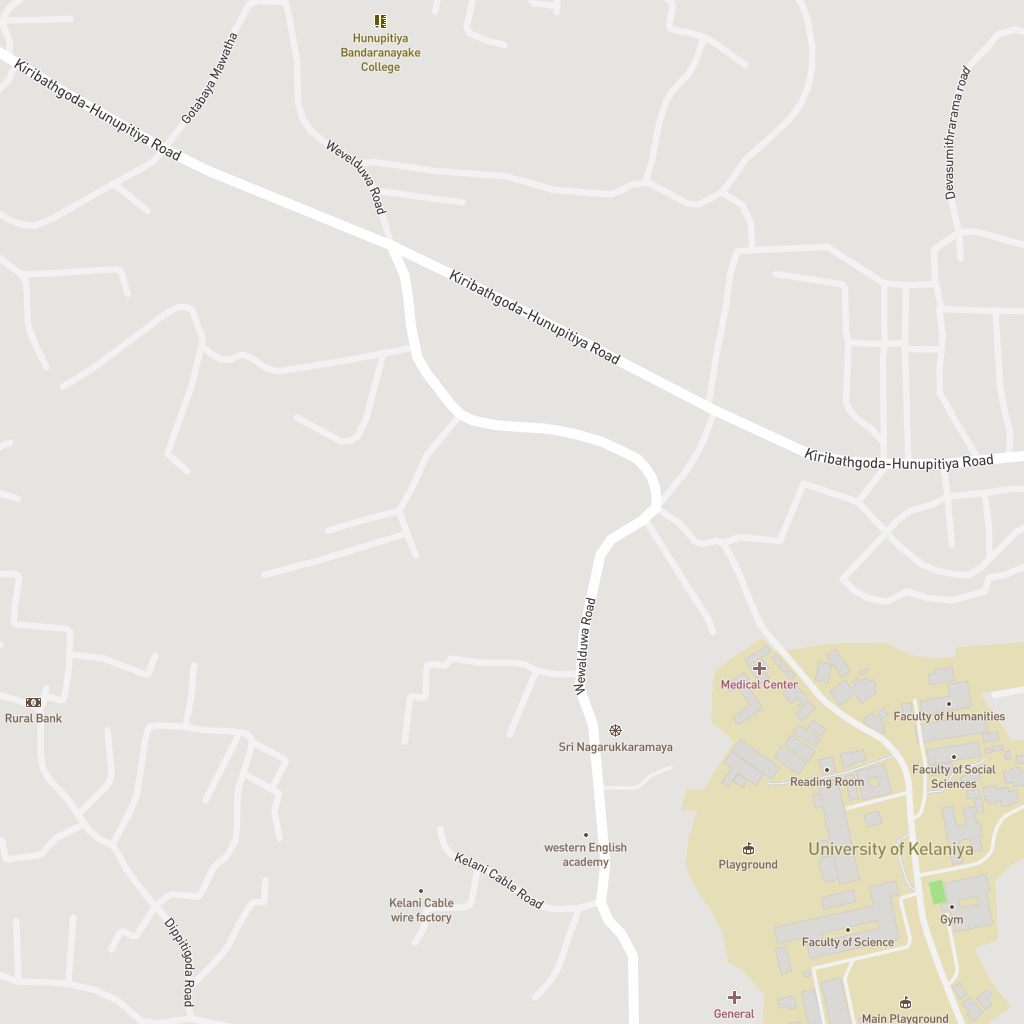 Hunupitiya
Bandaranayake
College
Gotabaya Mawatha
Kiribathgoda-Hunupitiya Road
Wevelduwa Road
Devasumithrarama road
Kiribathgoda-Hunupitiya Road
Kiribathgoda-Hunupitiya Road
Wewalduwa Road
Medical Center
Rural Bank
Faculty of Humanities
Sri Nagarukkaramaya
Faculty of Social
Sciences
Reading Room
western English
academy
University of Kelaniya
Playground
Kelani Cable Road
Kelani Cable
wire factory
Gym
Dippitigoda Road
Faculty of Science
General
Main Playground